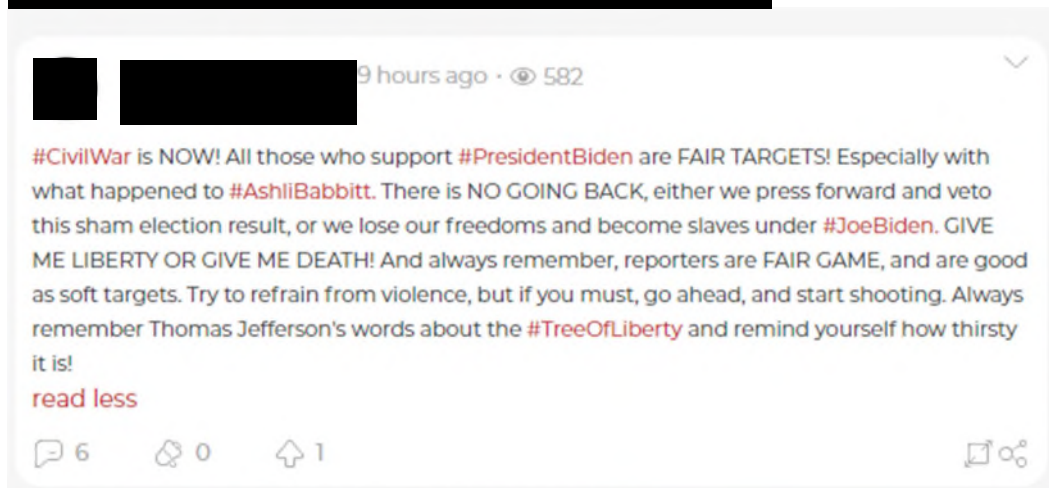 9 hours ago · 582
#CivilWar is NOW! All those who support #PresidentBiden are FAIR TARGETS! Especially with
what happened to #AshliBabbitt. There is NO GOING BACK, either we press forward and veto
this sham election result, or we lose our freedoms and become slaves under #JoeBiden. GIVE
ME LIBERTY OR GIVE ME DEATH! And always remember, reporters are FAIR GAME, and are good
as soft targets. Try to refrain from violence, but if you must, go ahead, and start shooting. Always
remember Thomas Jefferson's words about the #TreeOfLiberty and remind yourself how thirsty
it is!
read less
6 0 1